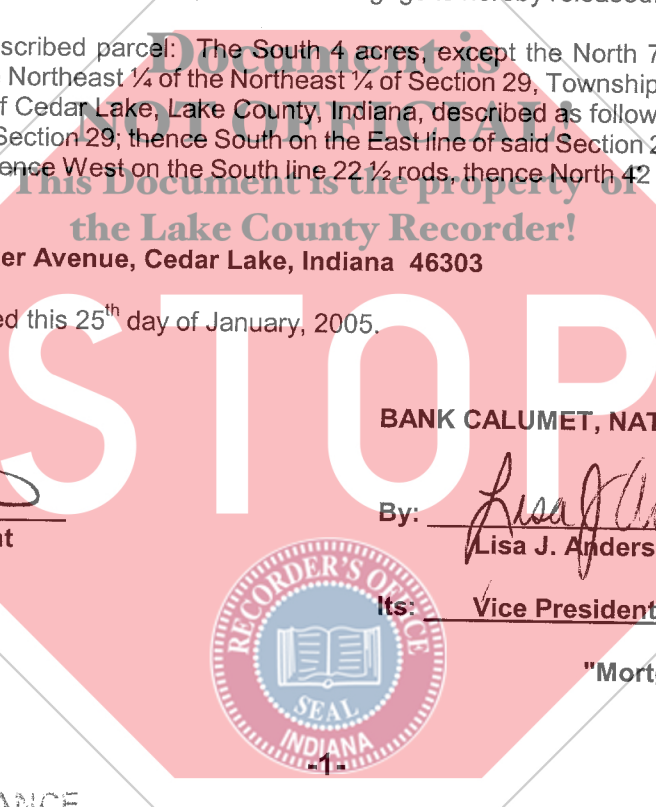 hereby released
scribed parcel: The South 4 acres, except the North 7
Northeast ¼ of the Northeast ¼ of Section 29, Township
f Cedar Lake, Lake County, Indiana, described as follow
Section 29; thence South on the East line of said Section 2
ence West on the South line 22 ½ rods, thence North 42
Document is
NOT OFFICIAL!
This Document is the property of
the Lake County Recorder!
er Avenue, Cedar Lake, Indiana 46303
ed this 25th day of January, 2005.
STOP
BANK CALUMET, NAT
By: Lisa J
nt
Lisa J. Anders
Its: Vice President
"Mort
RECORDER'S OFFICE
SEAL
INDIANA
-1-
ANCE